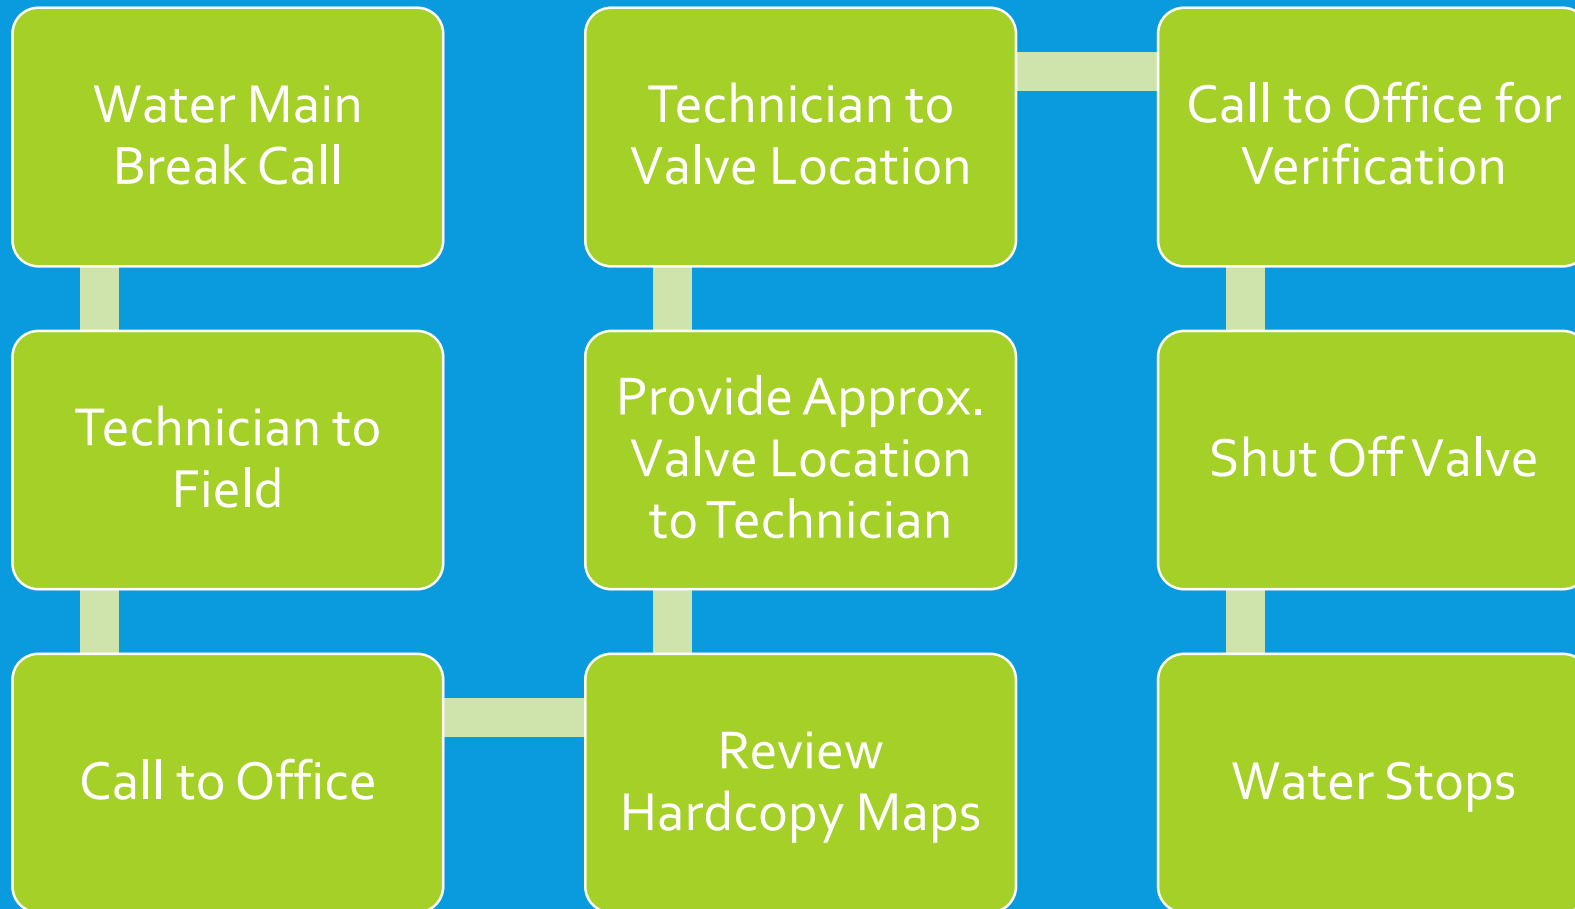 Water Main
Break Call
Technician to
Field
Call to Office
Review
Hardcopy Maps
Provide Approx.
Valve Location
to Technician
Technician to
Valve Location
Call to Office for
Verification
Shut Off Valve
Water Stops